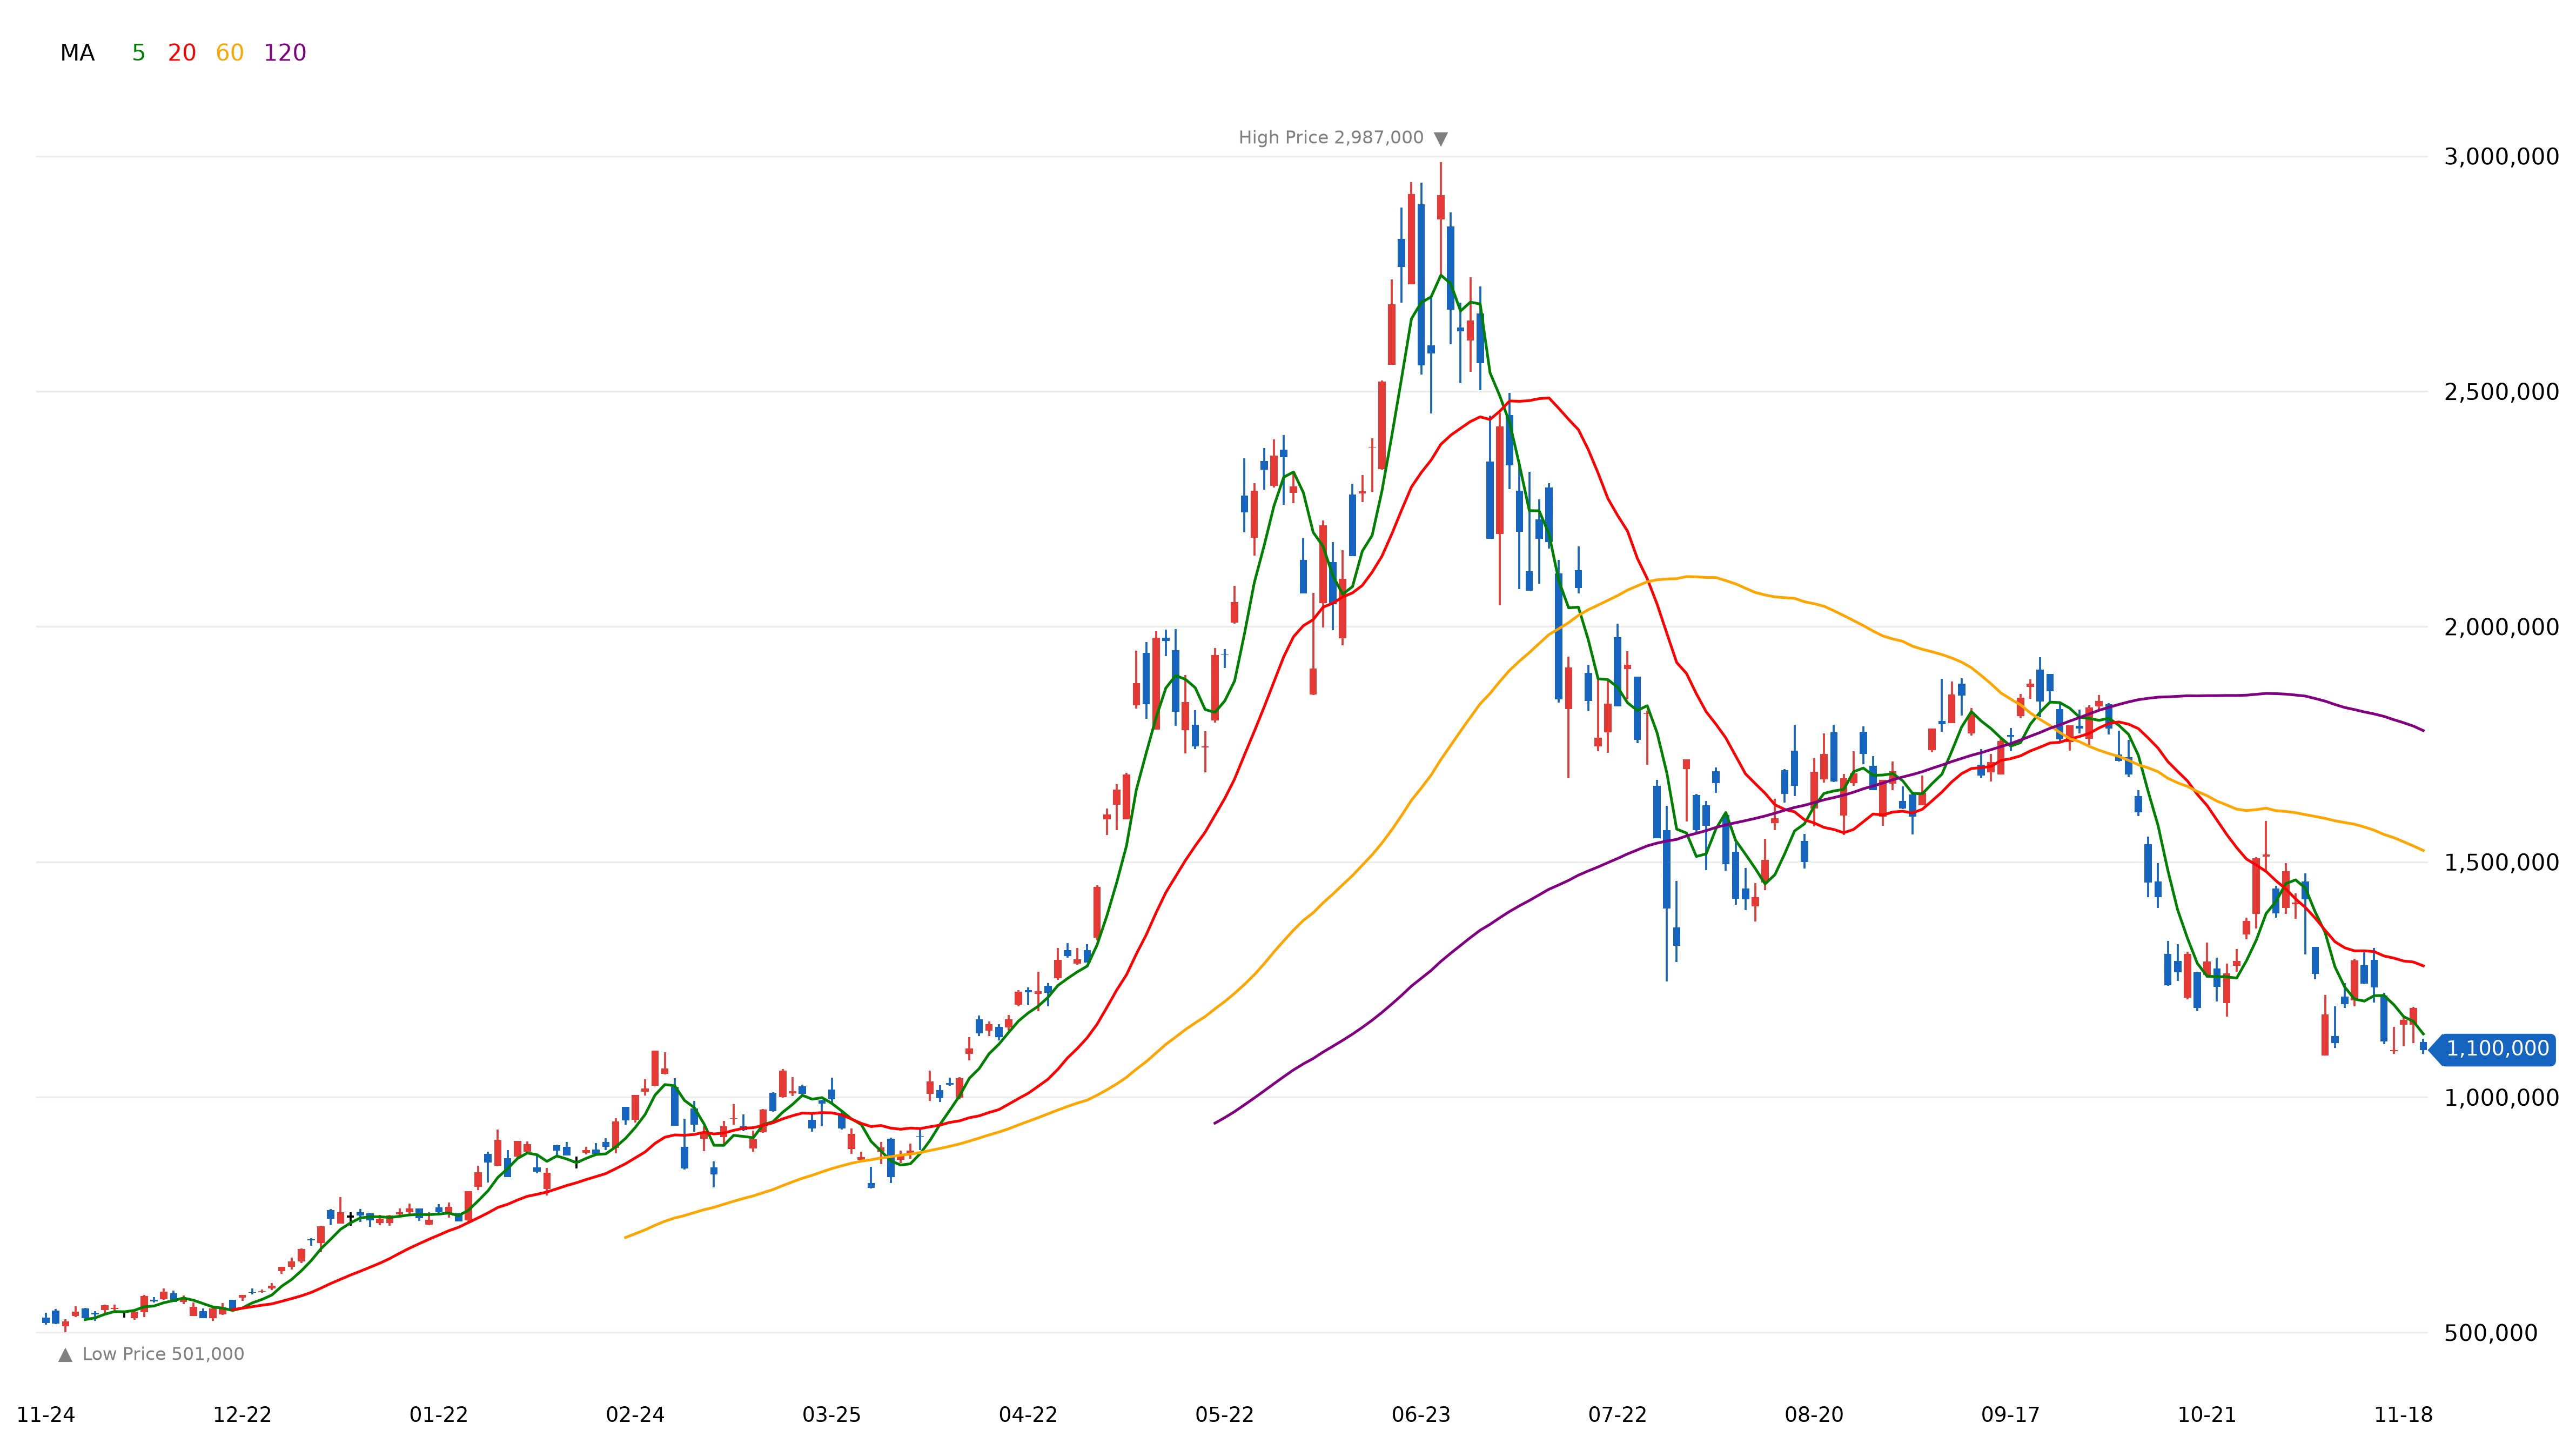 MA 5 20 60 120
High Price 2,987,000 ▼
3,000,000
2,500,000
2,000,000
1,500,000
1,100,000
1,000,000
500,000
▲ Low Price 501,000
11-24 12-22 01-22 02-24 03-25 04-22 05-22 06-23 07-22 08-20 09-17 10-21 11-18